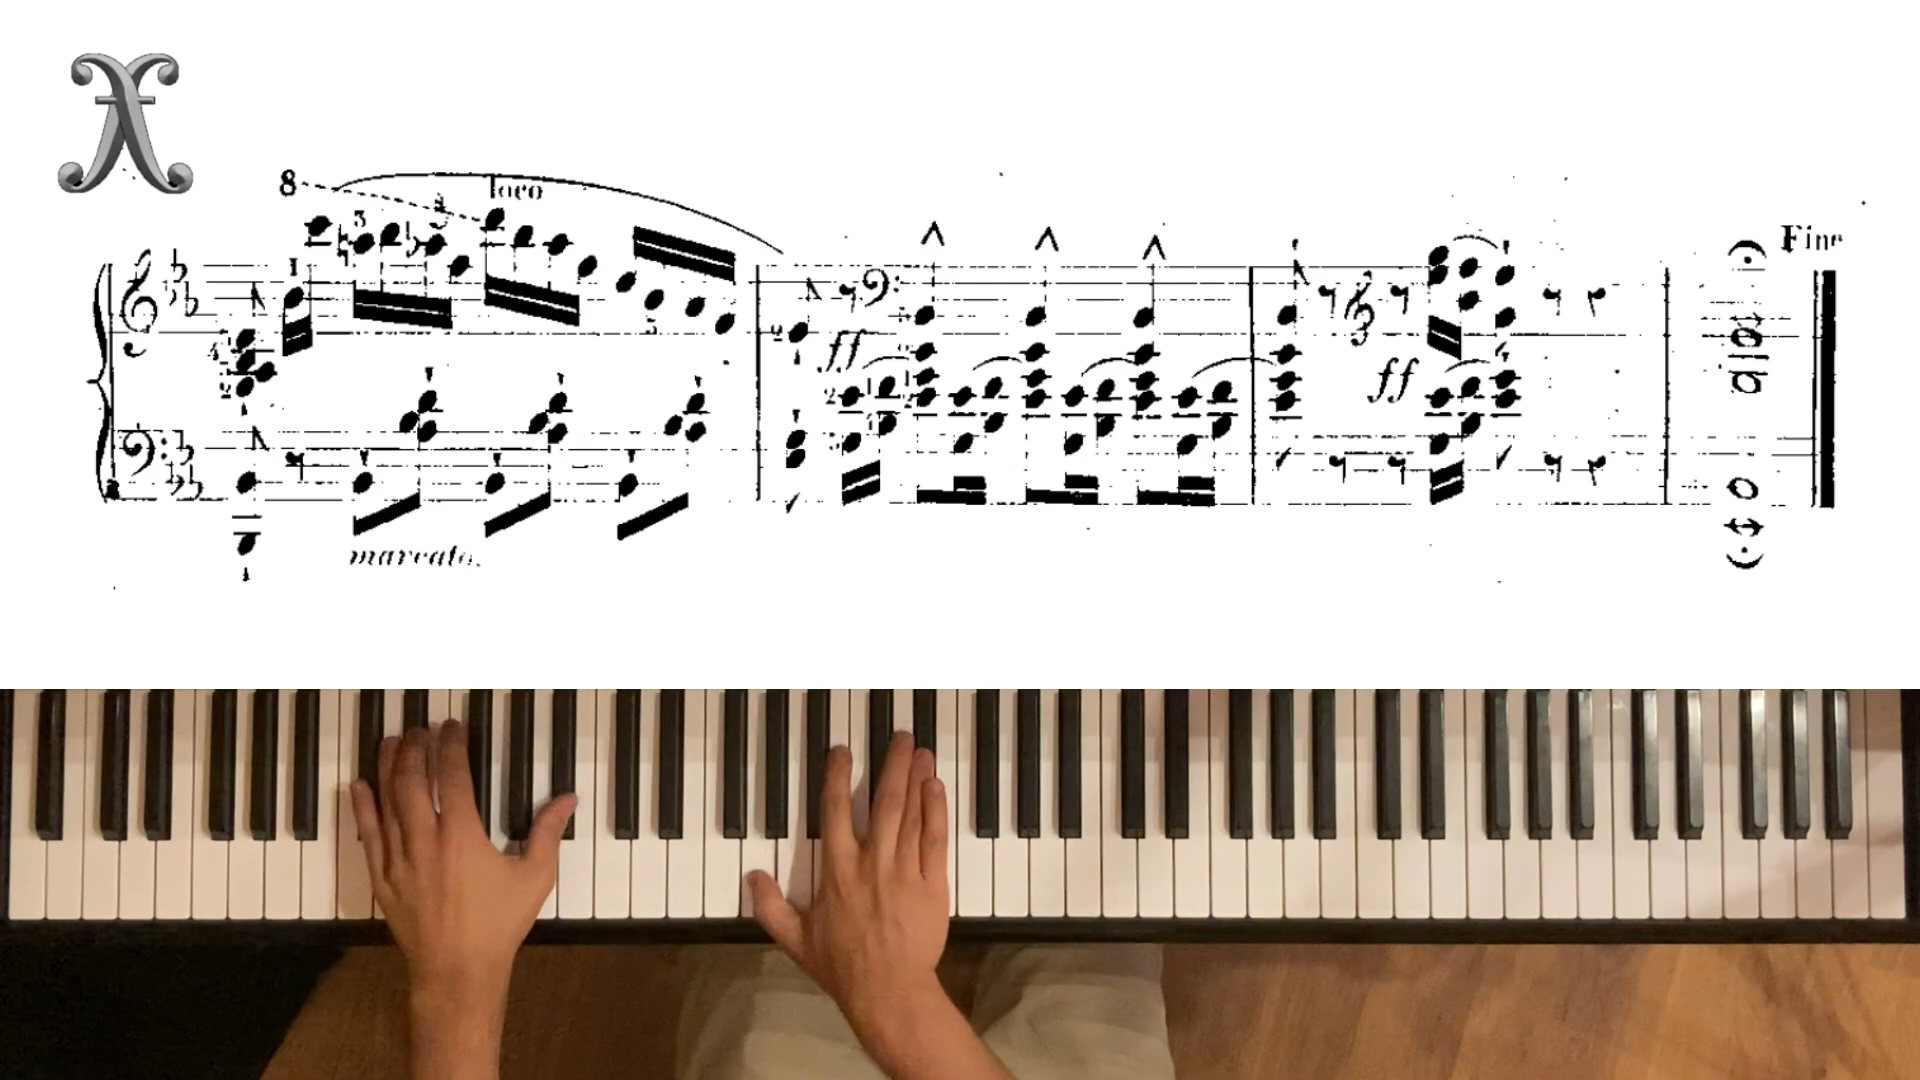 8 loco
Fine
ff
ff
marcato.